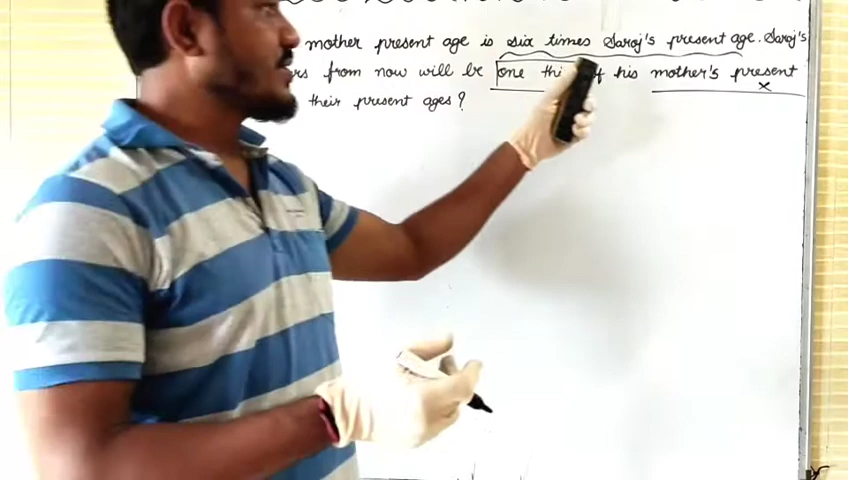 mother present age is six times Saroj's present age. Saroj's
from now will be one of his mother's present
their present ages?